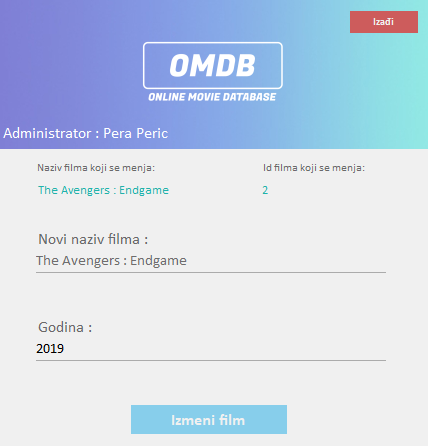 Izađi
OMDB
ONLINE MOVIE DATABASE
Administrator : Pera Peric
Naziv filma koji se menja: Id filma koji se menja:
The Avengers : Endgame 2
Novi naziv filma :
The Avengers : Endgame
Godina :
2019
Izmeni film